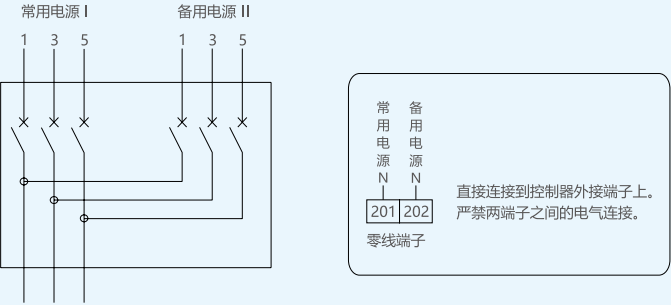 常用电源 I
备用电源 II
1 3 5
1 3 5
常用电源N
备用电源N
201 202
零线端子
直接连接到控制器外接端子上。
严禁两端子之间的电气连接。